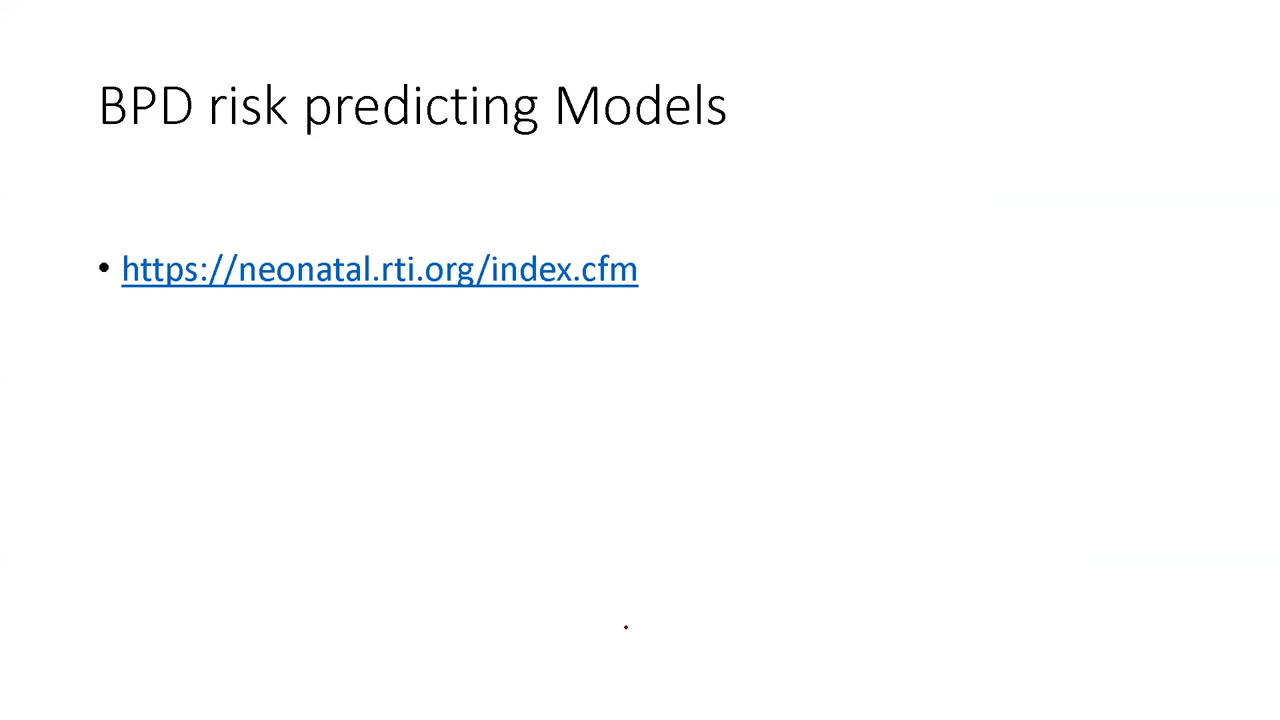 BPD risk predicting Models
• https://neonatal.rti.org/index.cfm